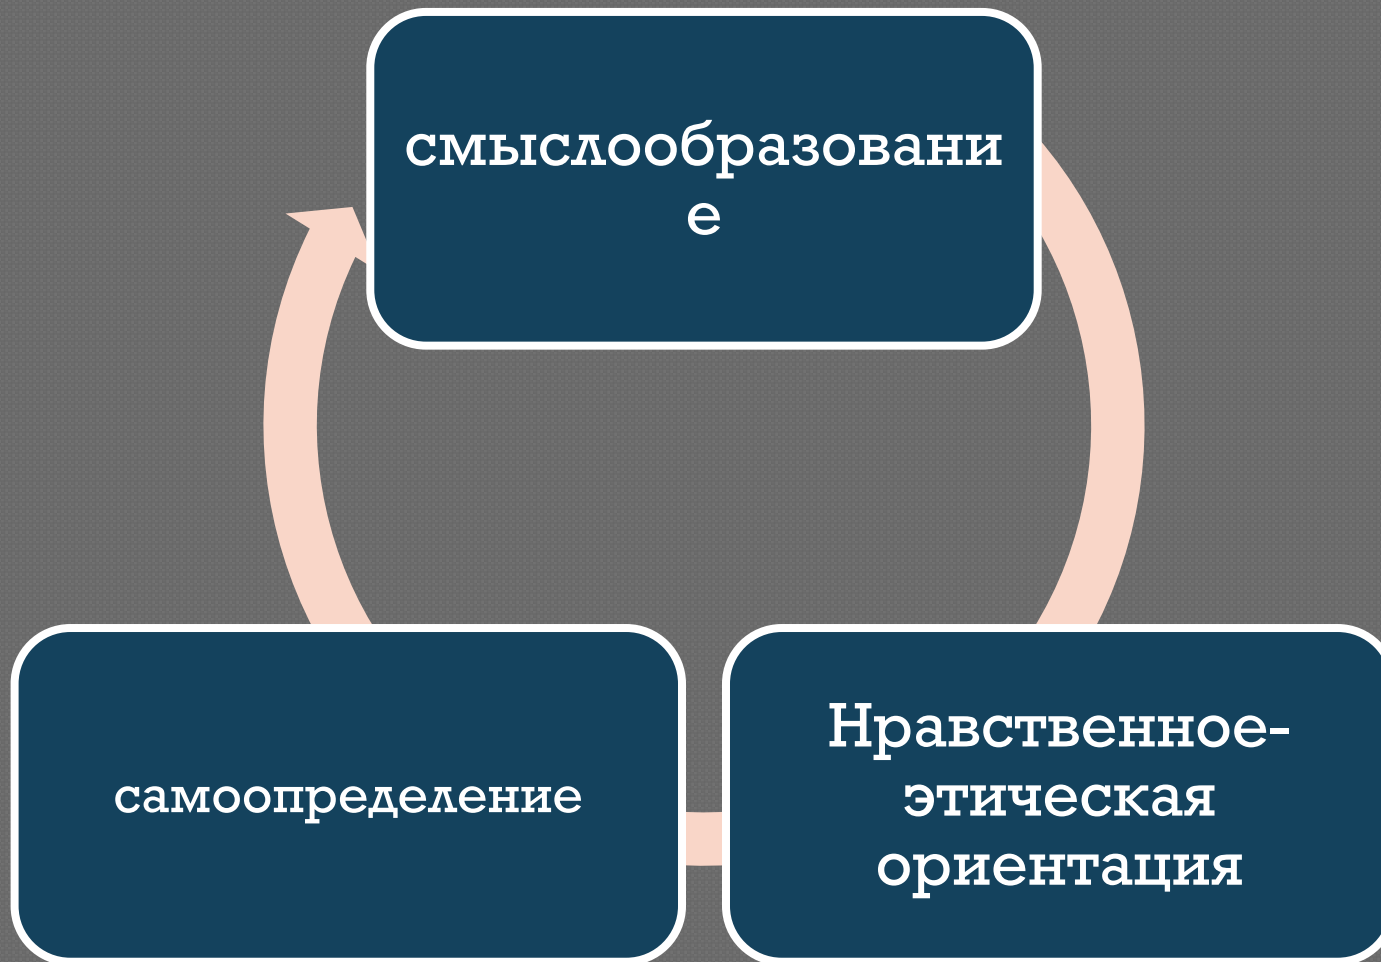 смыслообразовани
е
самоопределение
Нравственное-
этическая
ориентация